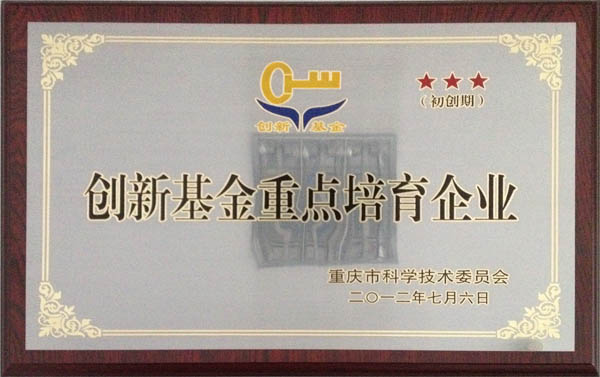 ★★★
(初创期)
创新 基金
创新基金重点培育企业
重庆市科学技术委员会
二〇一二年七月六日